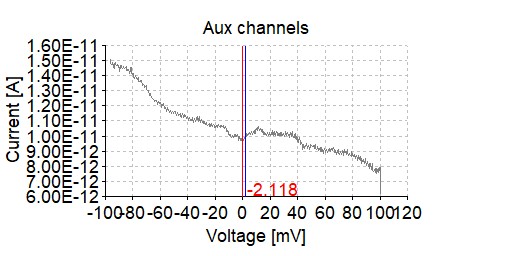 Aux channels
1.60E-11
1.50E-11
1.40E-11
1.30E-11
1.20E-11
1.10E-11
1.00E-11
9.00E-12
8.00E-12
7.00E-12
6.00E-12
Current [A]
-2.118
-100 -80 -60 -40 -20 0 20 40 60 80 100 120
Voltage [mV]